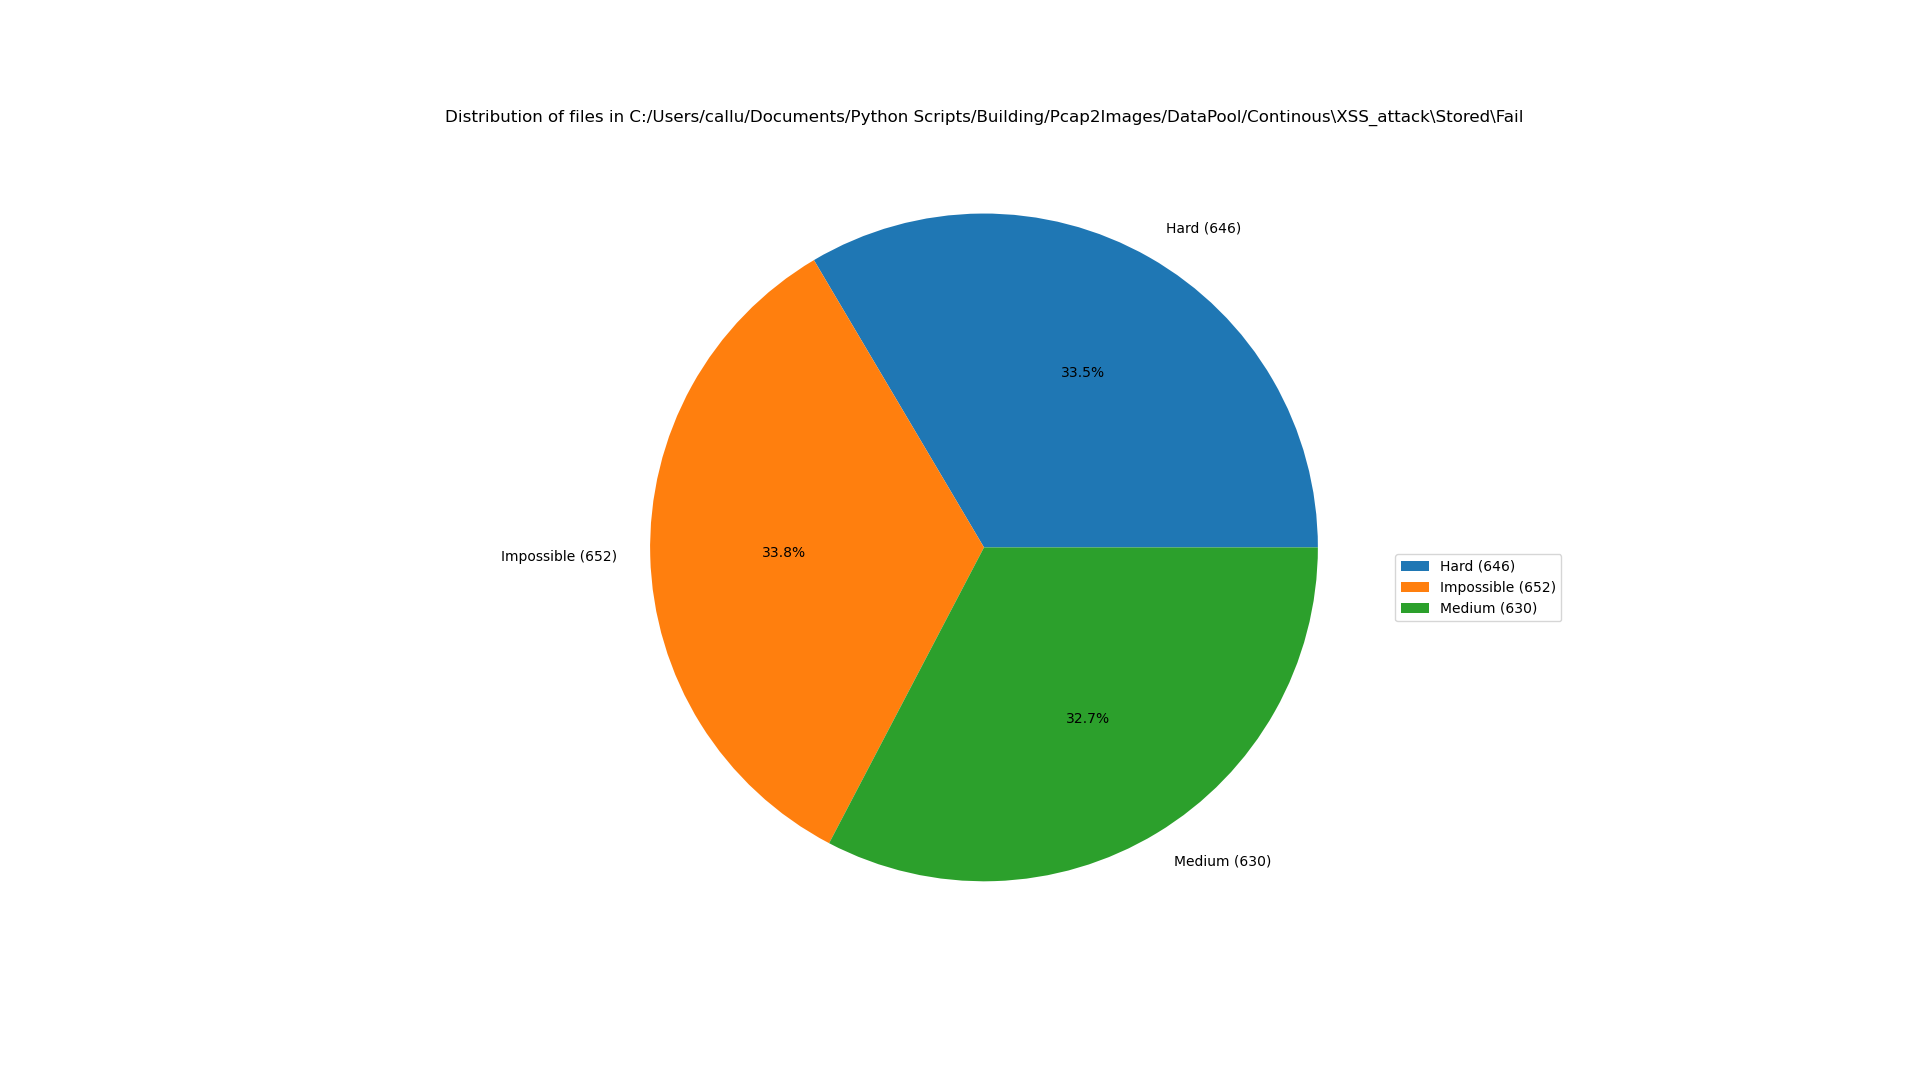 Distribution of files in C:/Users/callu/Documents/Python Scripts/Building/Pcap2Images/DataPool/Continous\XSS_attack\Stored\Fail
Hard (646)
33.5%
Impossible (652)
33.8%
32.7%
Medium (630)
Hard (646)
Impossible (652)
Medium (630)